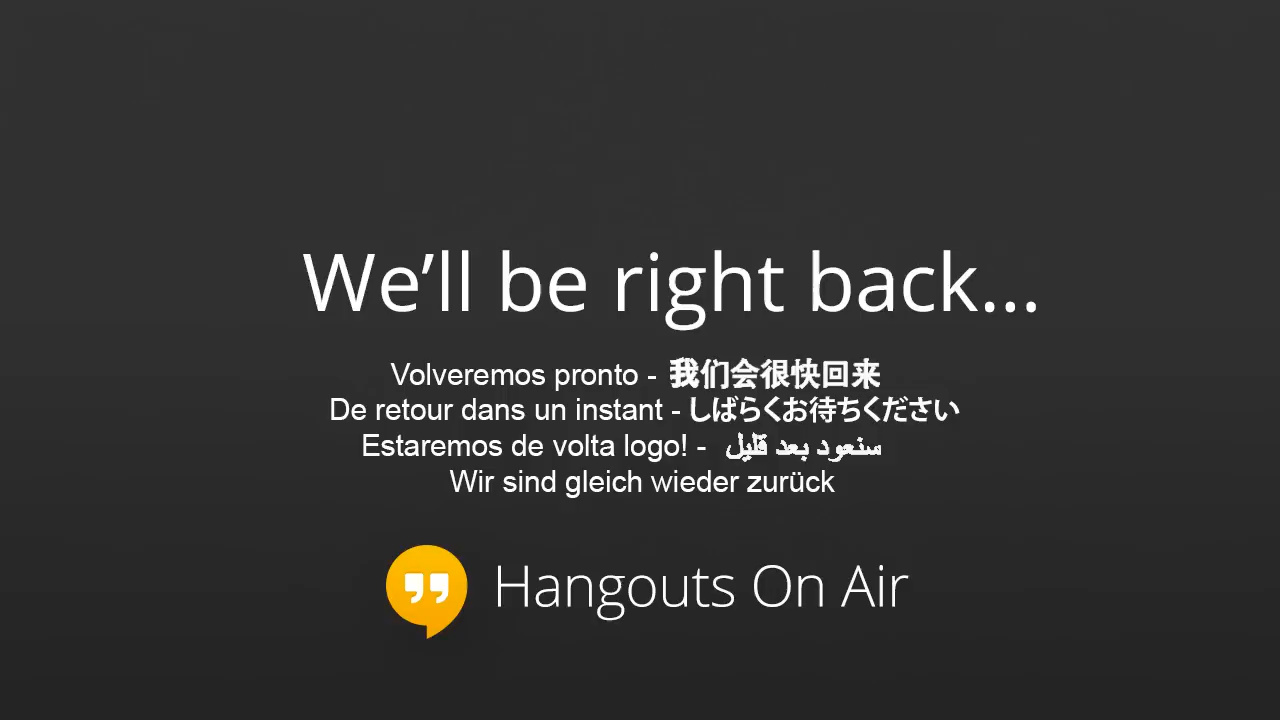 We’ll be right back...
Volveremos pronto - 我们会很快回来
De retour dans un instant - しばらくお待ちください
Estaremos de volta logo! - سنعود بعد قليل
Wir sind gleich wieder zurück
Hangouts On Air